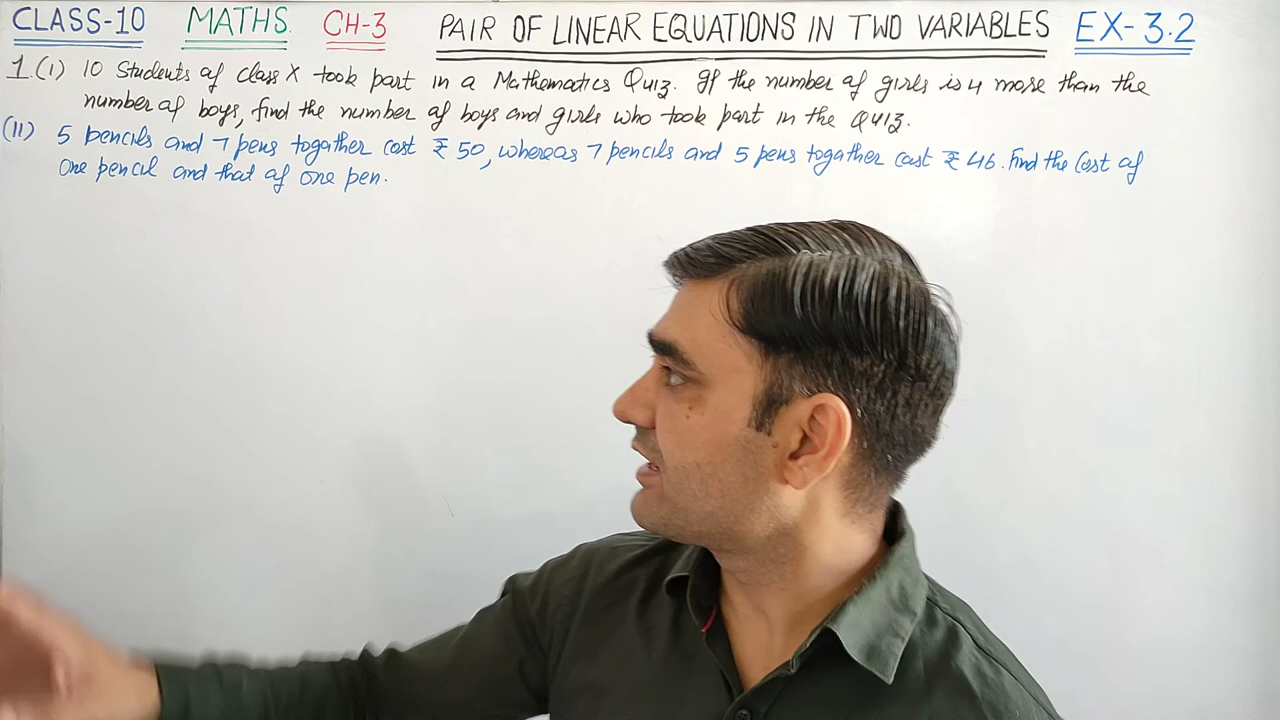 CLASS-10 MATHS CH-3 PAIR OF LINEAR EQUATIONS IN TWO VARIABLES EX-3.2
1.(i) 10 Students of class X took part in a Mathematics Quiz. If the number of girls is 4 more than the
number of boys, find the number of boys and girls who took part in the QUIZ.
(II) 5 pencils and 7 pens togather cost ₹ 50, whereas 7 pencils and 5 pens togather cost ₹ 46. Find the Cost of
One pencil and that of one pen.